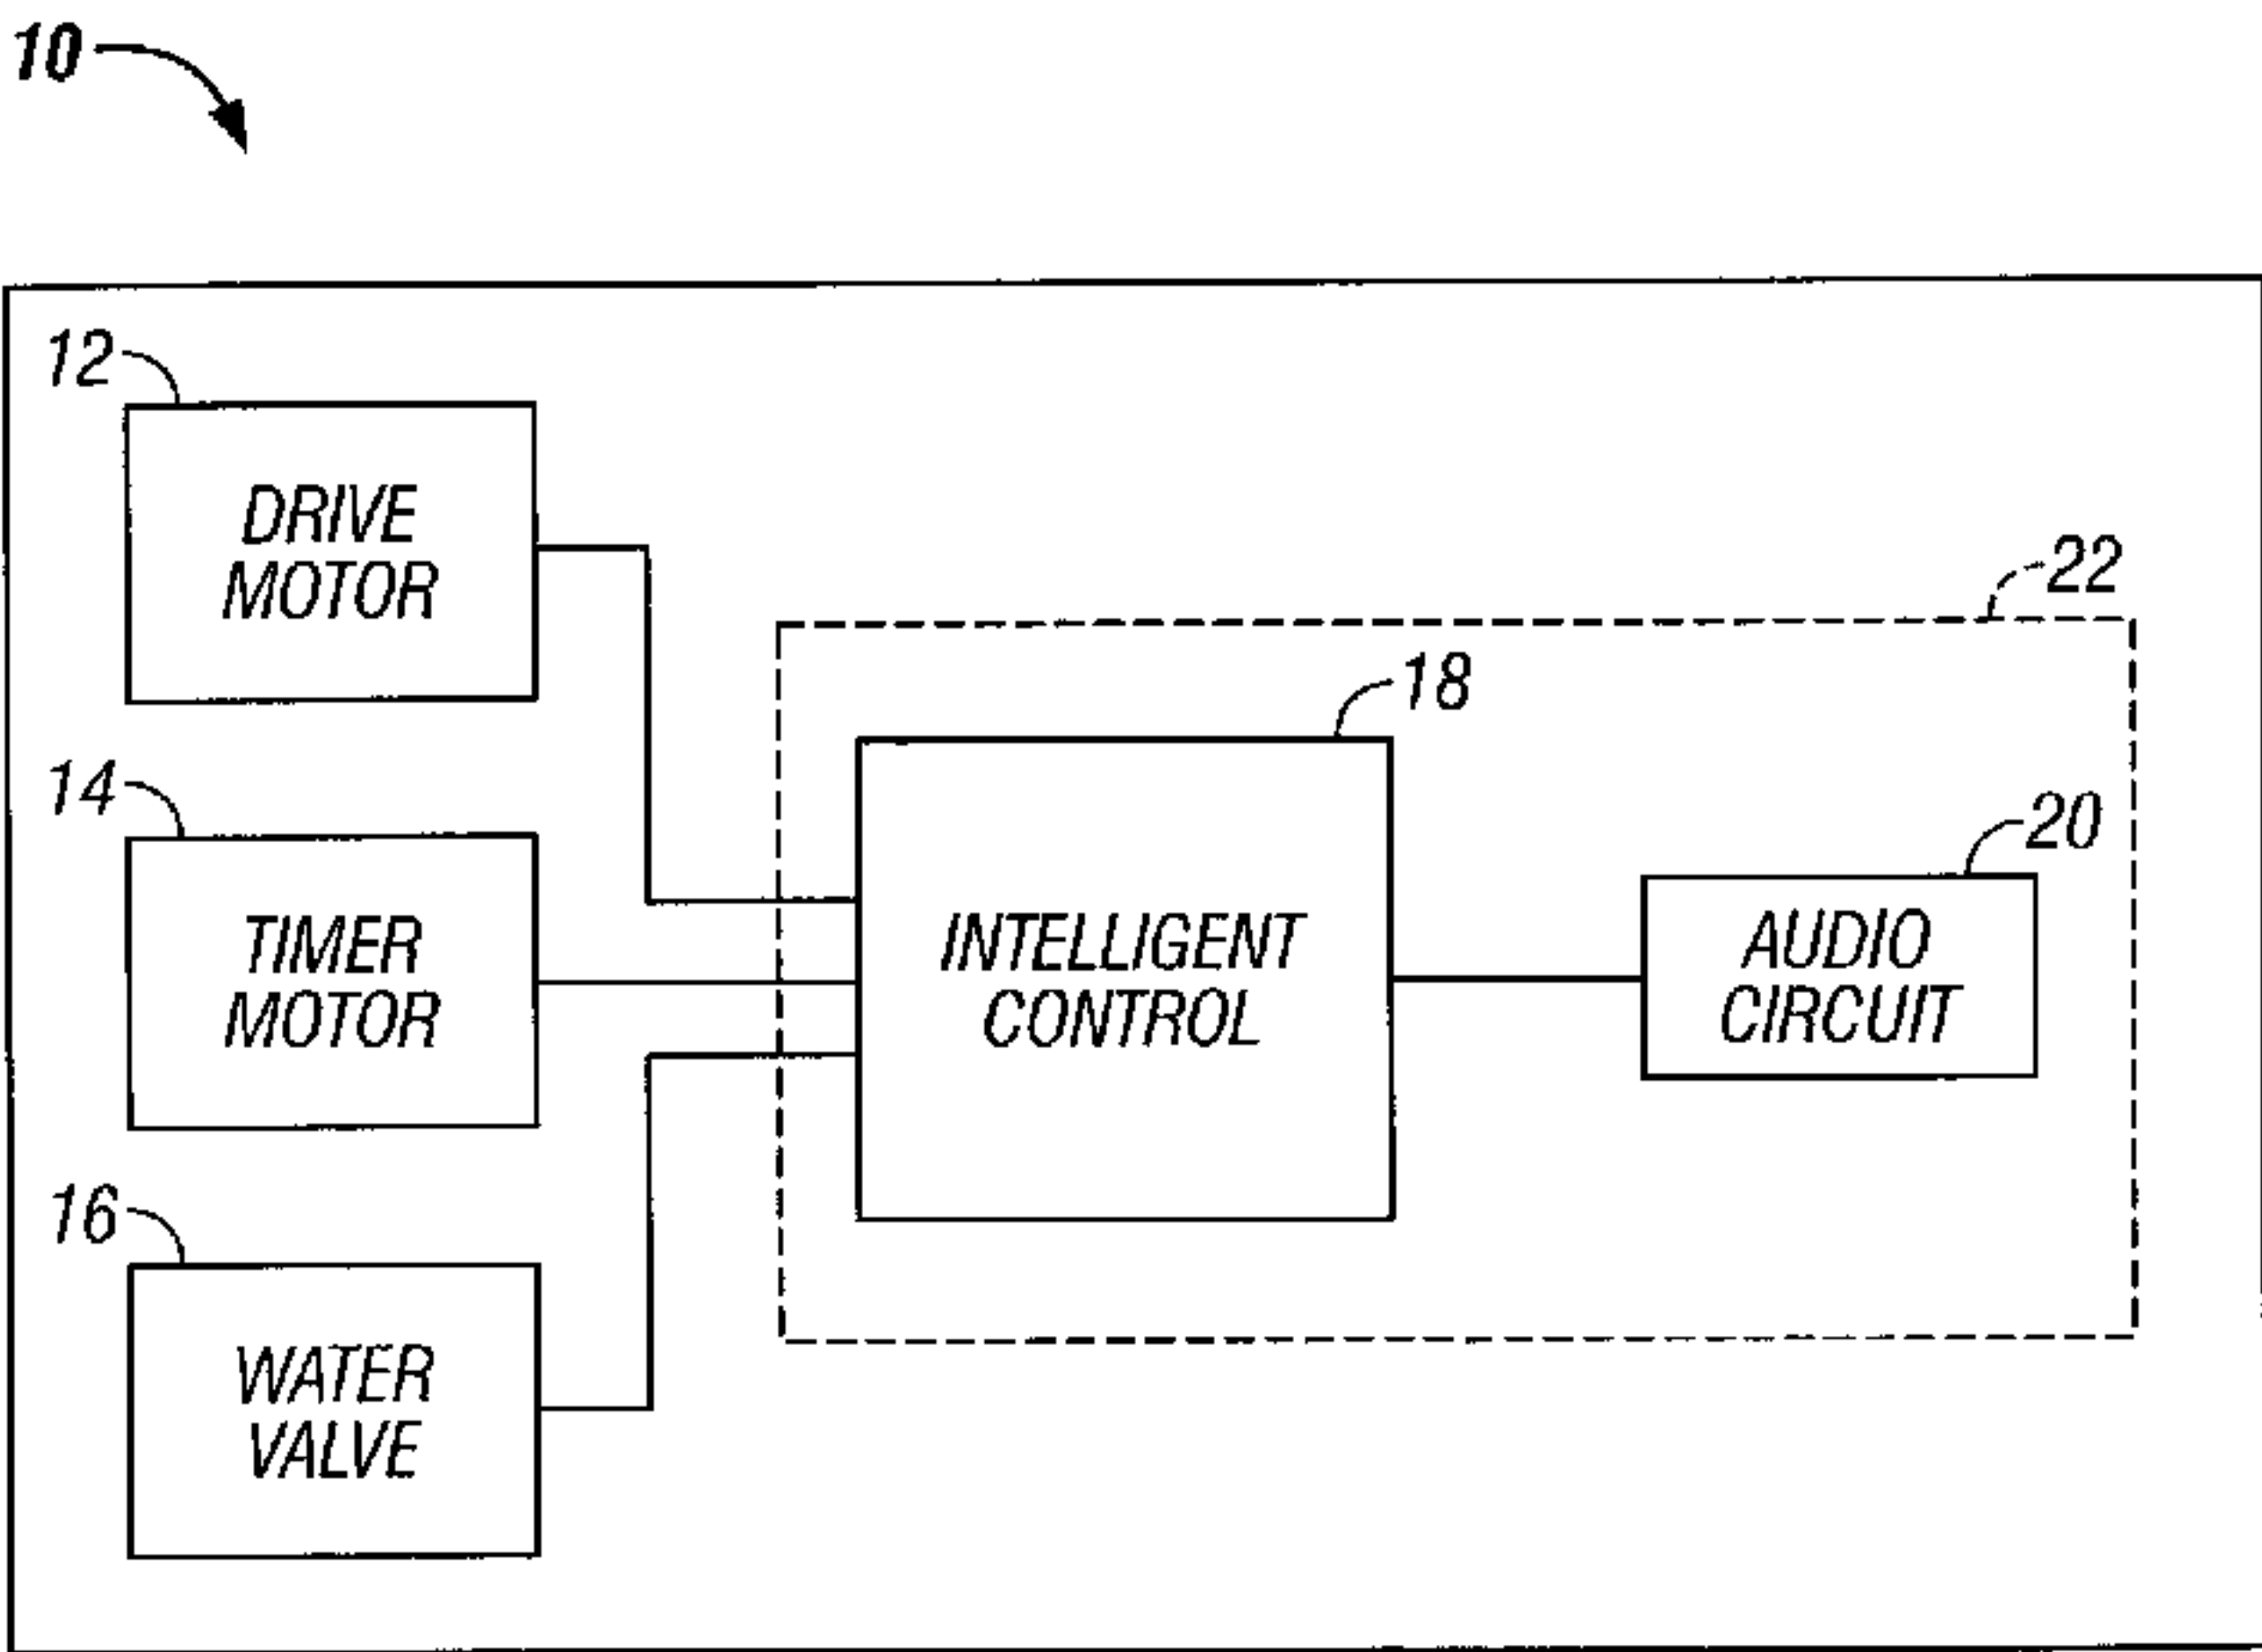 10
12
DRIVE
MOTOR
22
18
14
20
TIMER
MOTOR
INTELLIGENT
CONTROL
AUDIO
CIRCUIT
16
WATER
VALVE